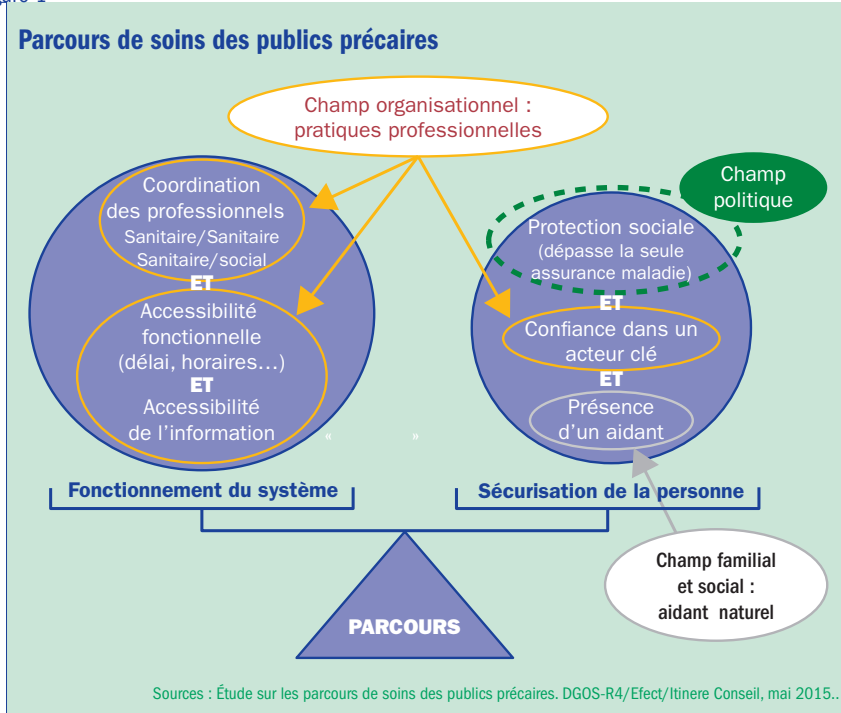 Parcours de soins des publics précaires
Champ organisationnel :
pratiques professionnelles
Champ
politique
Coordination
des professionnels
Sanitaire/Sanitaire
Sanitaire/social
ET
Accessibilité
fonctionnelle
(délai, horaires…)
ET
Accessibilité
de l’information
« »
Protection sociale
(dépasse la seule
assurance maladie)
ET
Confiance dans un
acteur clé
ET
Présence
d’un aidant
Fonctionnement du système
Sécurisation de la personne
Champ familial
et social :
aidant naturel
PARCOURS
Sources : Étude sur les parcours de soins des publics précaires. DGOS-R4/Efect/Itinere Conseil, mai 2015..